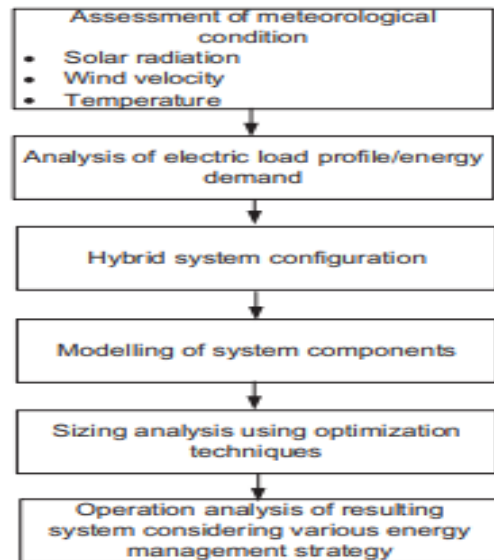 Assessment of meteorological
condition
• Solar radiation
• Wind velocity
• Temperature
Analysis of electric load profile/energy
demand
Hybrid system configuration
Modelling of system components
Sizing analysis using optimization
techniques
Operation analysis of resulting
system considering various energy
management strategy